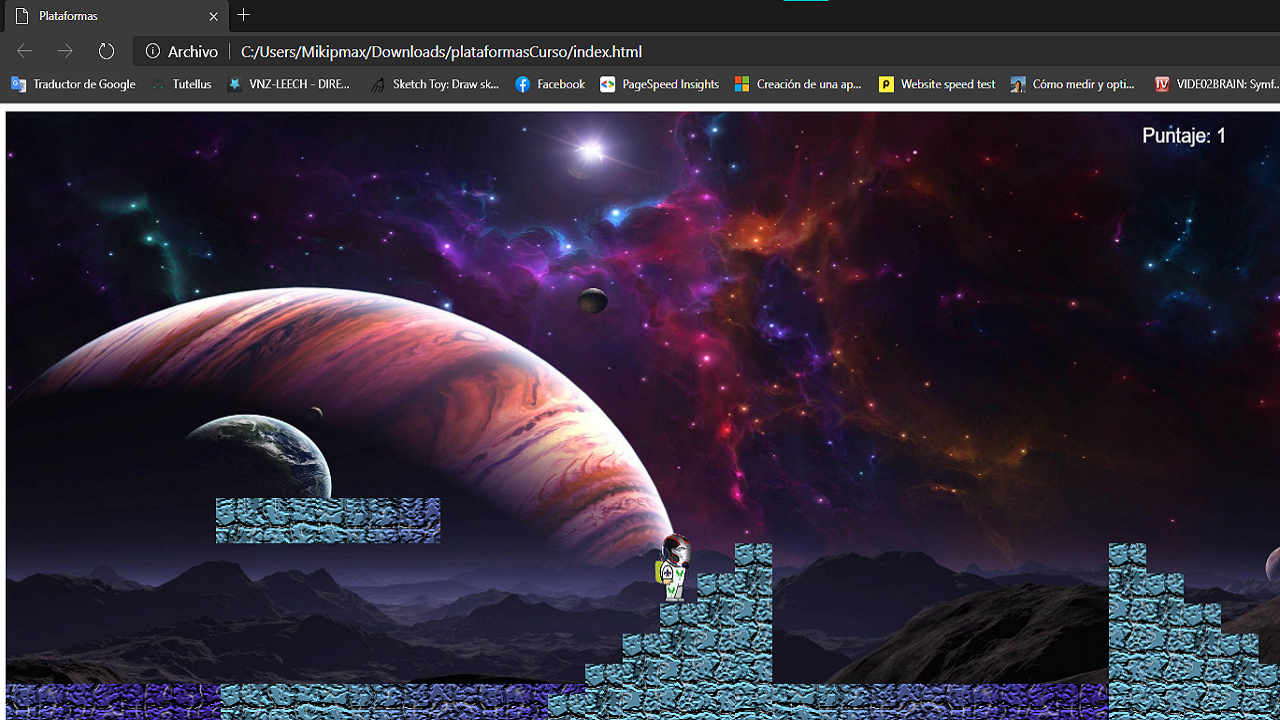 Plataformas
Archivo C:/Users/Mikipmax/Downloads/plataformasCurso/index.html
Traductor de Google Tutellus VNZ-LEECH - DIRE... Sketch Toy: Draw sk... Facebook PageSpeed Insights Creación de una ap... Website speed test Cómo medir y opti... VIDEO2BRAIN: Symf...
Puntaje: 1